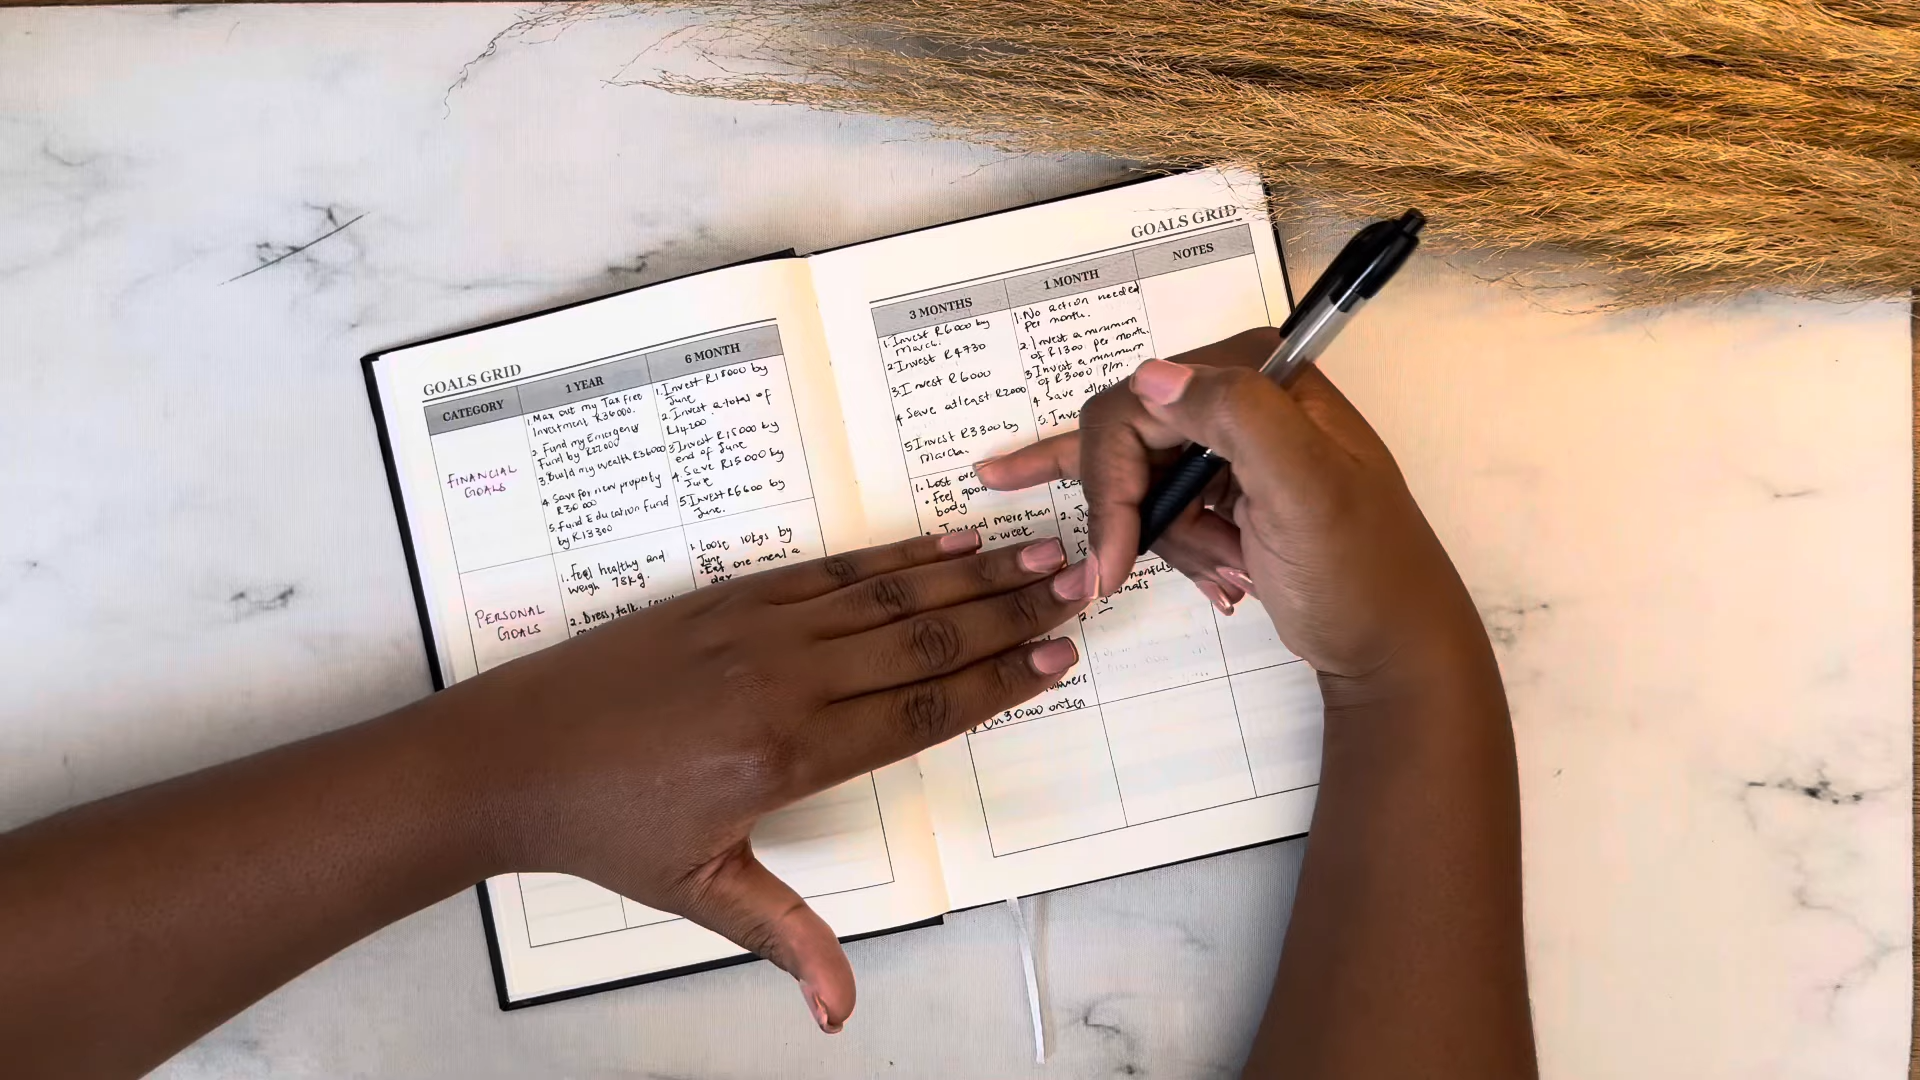 GOALS GRID
CATEGORY
1 YEAR
6 MONTH
FINANCIAL
GOALS
1. Max out my Tax free
Investment R36000.
2. Fund my Emergency
Fund by
3. Build my wealth R36000
4. Save for new property
R30 000
5. Fund Education Fund
by R13300
1. Invest R18000 by
June
2. Invest a total of
R14200
3 Invest R15000 by
end of June
4. Save R15000 by
June
5. Invest R6600 by
June.
PERSONAL
GOALS
1. Feel healthy and
weigh 78kg.
2. Dress, talk,
1. Loose 10kgs by
June
• Eat one meal a
day
GOALS GRID
3 MONTHS
1 MONTH
NOTES
1. Invest R6000 by
March.
2 Invest R4730
3 Invest R6000
4 Save atleast R2000
5 Invest R3300 by
March.
1. No action needed
per month.
2. Invest a minimum
of R1300 per month.
3 Invest a minimum
of R3000 p/m.
4 Save
5.
1. Lost
• Feel good
body
more than
a week.
2.
2.
30000 on IG